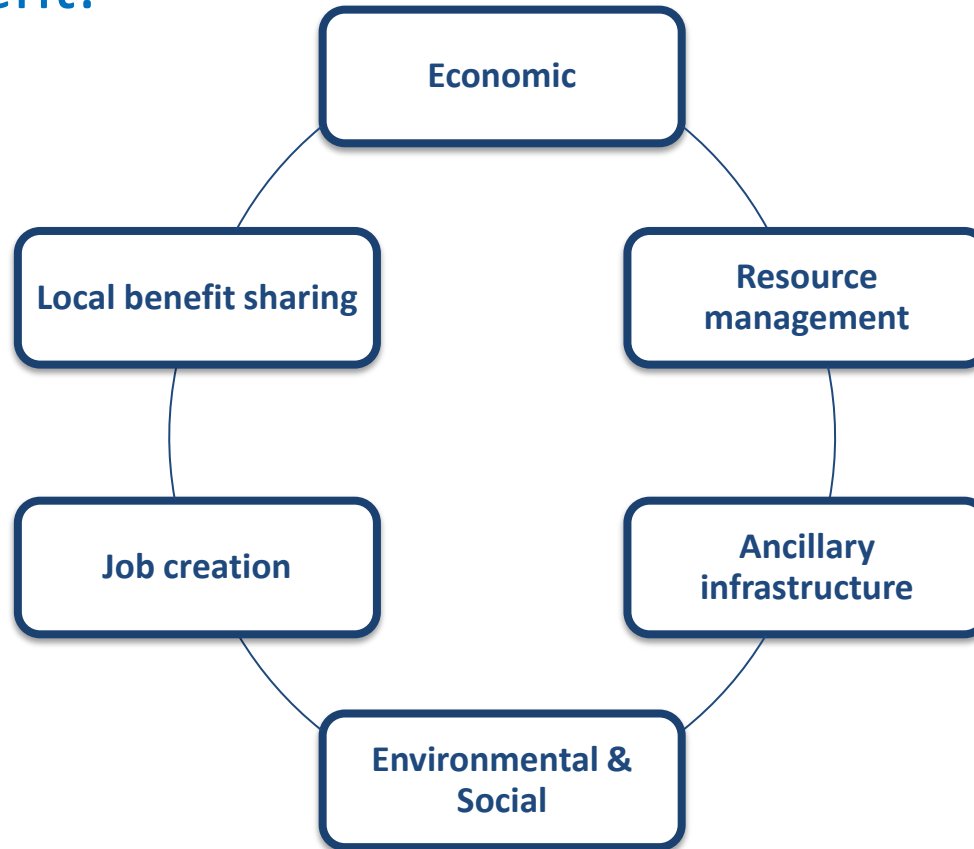 Economic
Resource
management
Ancillary
infrastructure
Environmental &
Social
Job creation
Local benefit sharing